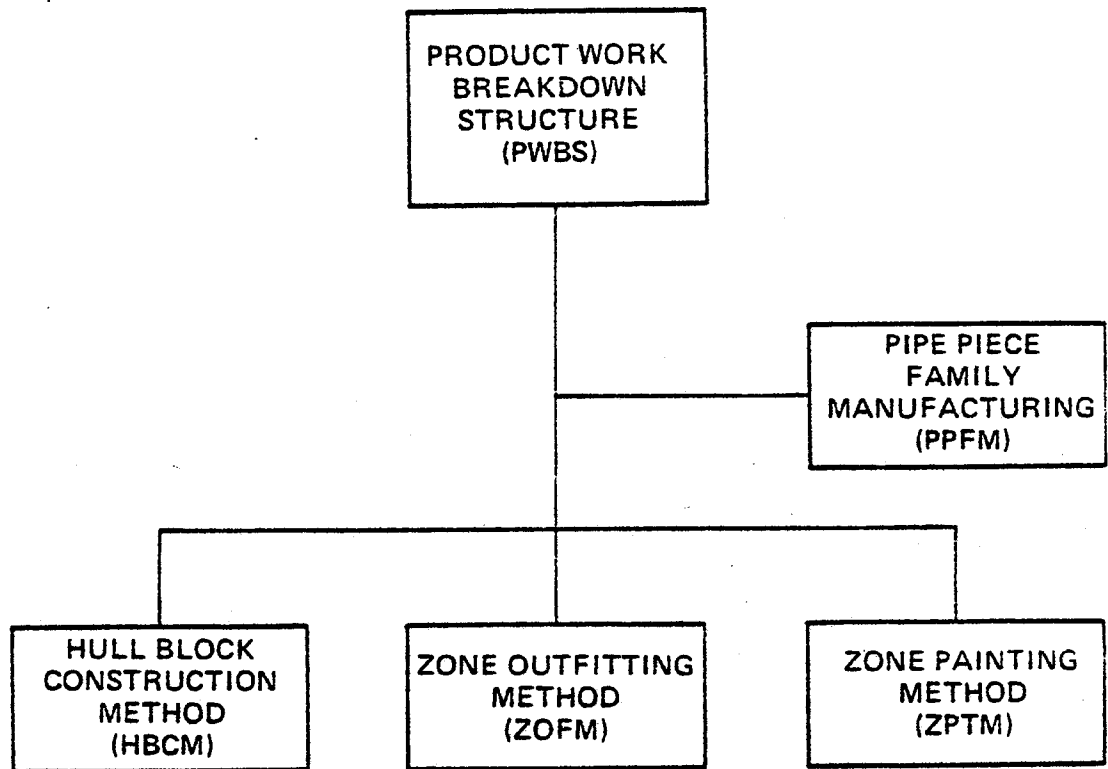 PRODUCT WORK
BREAKDOWN
STRUCTURE
(PWBS)
PIPE PIECE
FAMILY
MANUFACTURING
(PPFM)
HULL BLOCK
CONSTRUCTION
METHOD
(HBCM)
ZONE OUTFITTING
METHOD
(ZOFM)
ZONE PAINTING
METHOD
(ZPTM)